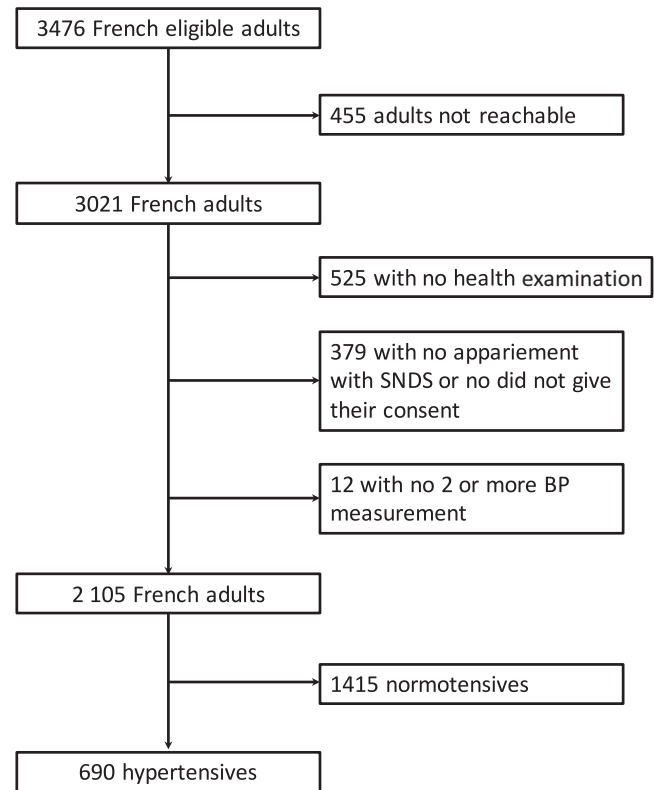 3476 French eligible adults
455 adults not reachable
3021 French adults
525 with no health examination
379 with no appariement
with SNDS or no did not give
their consent
12 with no 2 or more BP
measurement
2 105 French adults
1415 normotensives
690 hypertensives